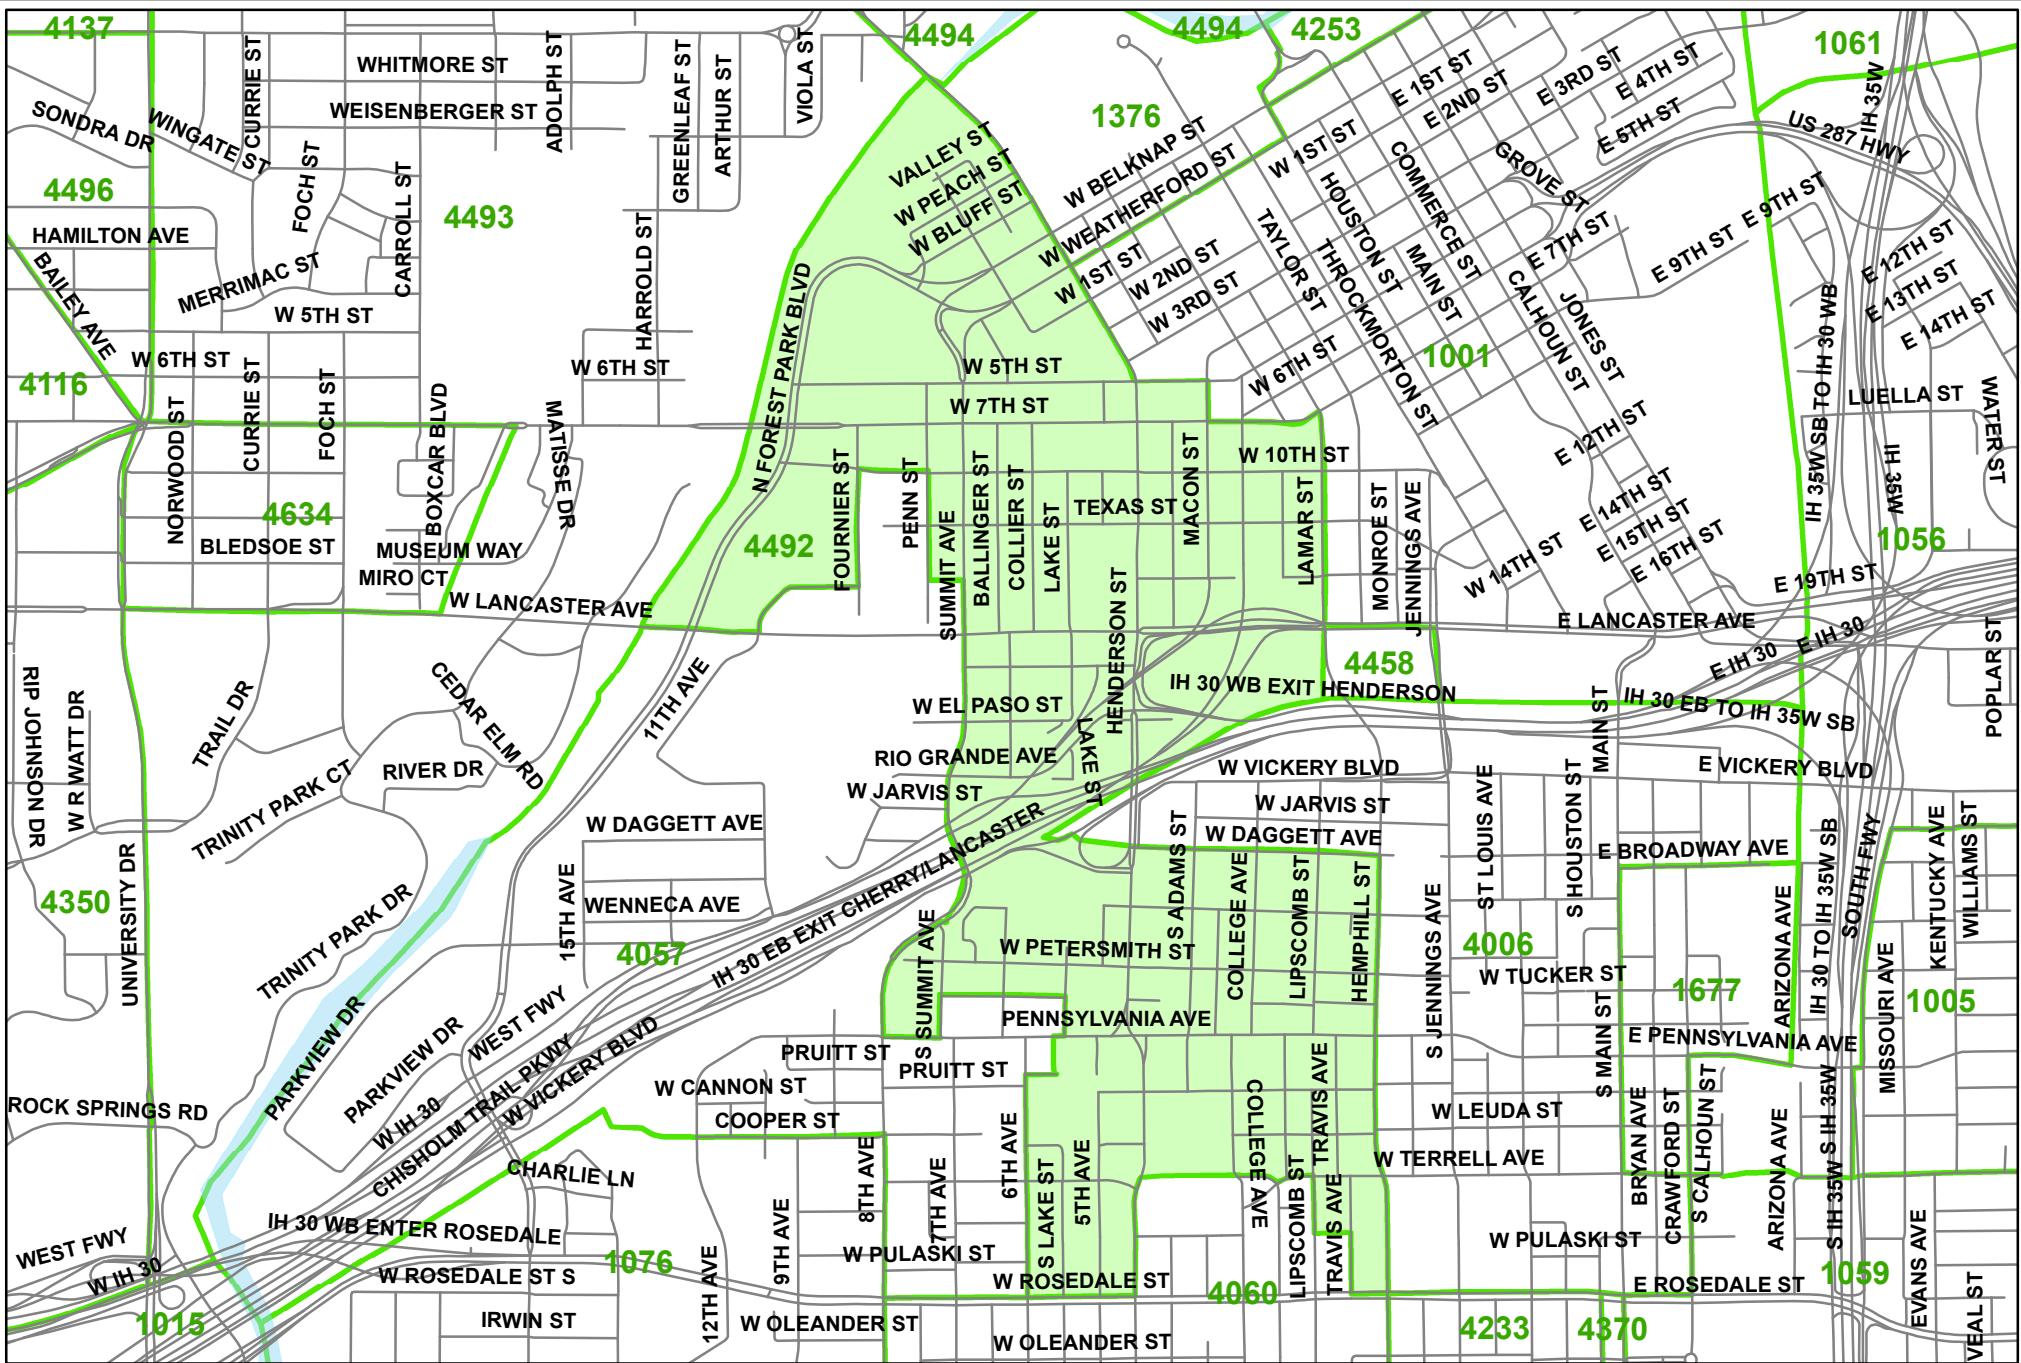 4137
4494
4494
4253
1061
CURRIE ST
WHITMORE ST
ADOLPH ST
GREENLEAF ST
ARTHUR ST
VIOLA ST
E 1ST ST
E 2ND ST
E 3RD ST
E 4TH ST
E 5TH ST
IH 35W
SONDRA DR
WINGATE ST
WEISENBERGER ST
1376
US 287 HWY
VALLEY ST
W PEACH ST
W BLUFF ST
W BELKNAP ST
W WEATHERFORD ST
W 1ST ST
COMMERCE ST
GROVE ST
4496
FOCH ST
CARROLL ST
4493
HARROLD ST
HOUSTON ST
E 9TH ST
HAMILTON AVE
BAILEY AVE
MERRIMAC ST
W 5TH ST
W 1ST ST
W 2ND ST
W 3RD ST
TAYLOR ST
THROCKMORTON ST
MAIN ST
CALHOUN ST
JONES ST
E 7TH ST
E 9TH ST
E 12TH ST
E 13TH ST
E 14TH ST
N FOREST PARK BLVD
IH 35W SB TO IH 30 WB
4116
W 6TH ST
CURRIE ST
FOCH ST
W 6TH ST
W 5TH ST
W 6TH ST
1001
W 7TH ST
LUELLA ST
WATER ST
NORWOOD ST
BOXCAR BLVD
MATISSE DR
E 12TH ST
W 10TH ST
IH 35W
4634
BLEDSOE ST
MUSEUM WAY
MIRO CT
4492
FOURNIER ST
PENN ST
SUMMIT AVE
BALLINGER ST
COLLIER ST
LAKE ST
TEXAS ST
MACON ST
LAMAR ST
MONROE ST
JENNINGS AVE
W 14TH ST
E 14TH ST
E 15TH ST
E 16TH ST
1056
E 19TH ST
W LANCASTER AVE
HENDERSON ST
E LANCASTER AVE
E IH 30
E IH 30
POPLAR ST
4458
RIP JOHNSON DR
W R WATT DR
TRAIL DR
CEDAR ELM RD
11TH AVE
W EL PASO ST
IH 30 WB EXIT HENDERSON
MAIN ST
IH 30 EB TO IH 35W SB
RIO GRANDE AVE
LAKE ST
W VICKERY BLVD
E VICKERY BLVD
TRINITY PARK CT
RIVER DR
W JARVIS ST
W JARVIS ST
W DAGGETT AVE
W DAGGETT AVE
ST LOUIS AVE
S HOUSTON ST
E BROADWAY AVE
IH 30 TO IH 35W SB
SOUTH FWY
KENTUCKY AVE
WILLIAMS ST
4350
UNIVERSITY DR
TRINITY PARK DR
15TH AVE
WENNECA AVE
4057
IH 30 EB EXIT CHERRY/LANCASTER
S SUMMIT AVE
W PETERSMITH ST
S ADAMS ST
COLLEGE AVE
LIPSCOMB ST
HEMPHILL ST
S JENNINGS AVE
4006
W TUCKER ST
1677
ARIZONA AVE
MISSOURI AVE
1005
PARKVIEW DR
PARKVIEW DR
WEST FWY
W IH 30
CHISHOLM TRAIL PKWY
W VICKERY BLVD
PENNSYLVANIA AVE
S MAIN ST
E PENNSYLVANIA AVE
PRUITT ST
PRUITT ST
W CANNON ST
COOPER ST
ROCK SPRINGS RD
COLLEGE AVE
TRAVIS AVE
W LEUDA ST
BRYAN AVE
CRAWFORD ST
S CALHOUN ST
ARIZONA AVE
S IH 35W
S IH 35W
CHARLIE LN
8TH AVE
7TH AVE
6TH AVE
S LAKE ST
5TH AVE
LIPSCOMB ST
TRAVIS AVE
W TERRELL AVE
WEST FWY
W IH 30
IH 30 WB ENTER ROSEDALE
1076
W ROSEDALE ST S
12TH AVE
9TH AVE
W PULASKI ST
W ROSEDALE ST
4060
W PULASKI ST
E ROSEDALE ST
1059
EVANS AVE
VEAL ST
1015
IRWIN ST
W OLEANDER ST
W OLEANDER ST
4233
4370